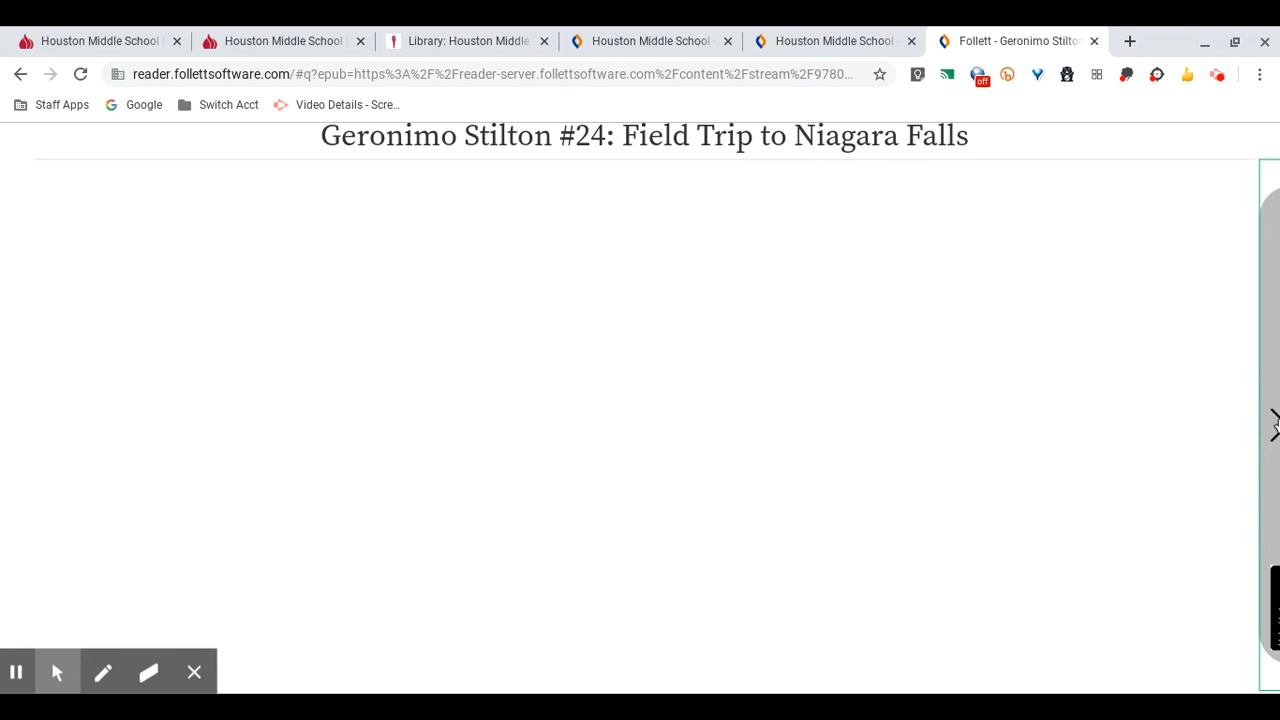 Houston Middle School
Houston Middle School
Library: Houston Middle
Houston Middle School -
Houston Middle School -
Follett - Geronimo Stilton
reader.follettsoftware.com/#q?epub=https%3A%2F%2Freader-server.follettsoftware.com%2Fcontent%2Fstream%2F9780...
off
Staff Apps
Google
Switch Acct
Video Details - Scre...
Geronimo Stilton #24: Field Trip to Niagara Falls